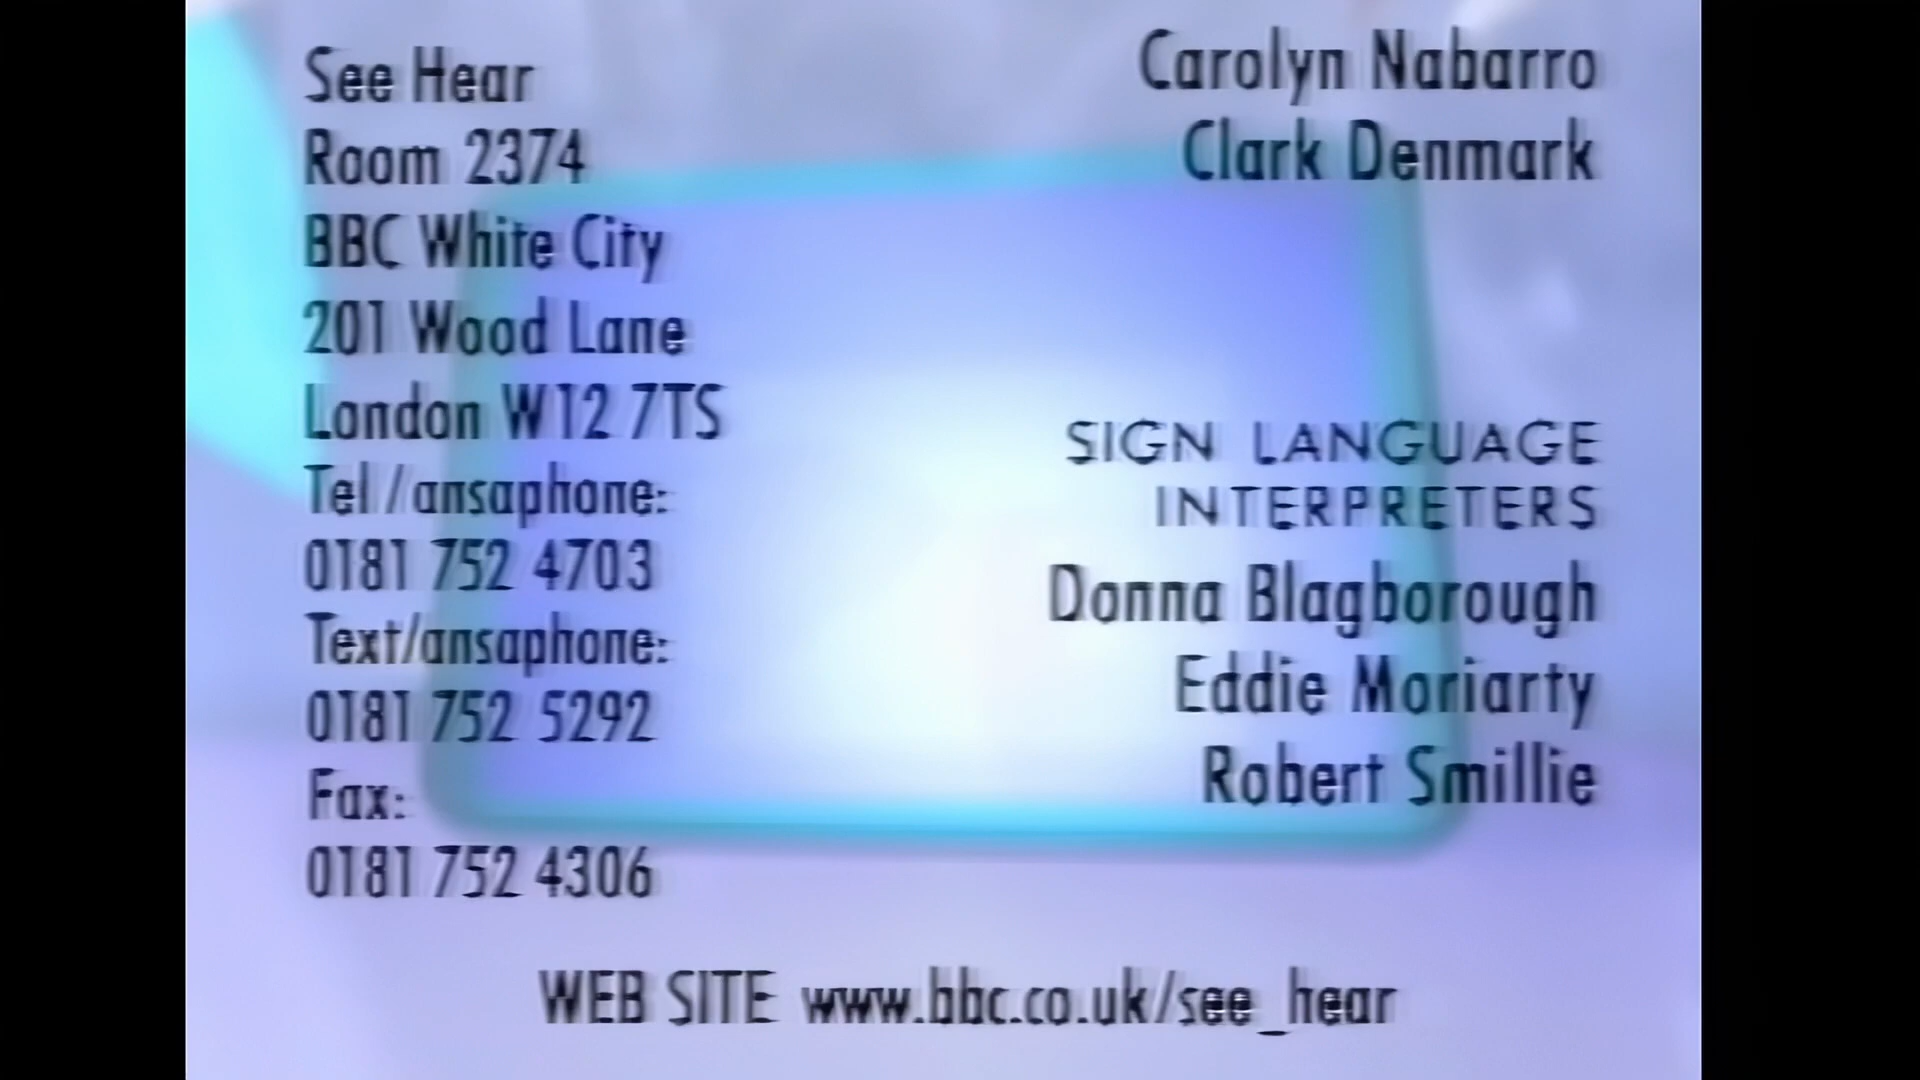 See Hear
Room 2374
BBC White City
201 Wood Lane
London W12 7TS
Tel/ansaphone:
0181 752 4703
Text/ansaphone:
0181 752 5292
Fax:
0181 752 4306
Carolyn Nabarro
Clark Denmark
SIGN LANGUAGE
INTERPRETERS
Donna Blagborough
Eddie Moriarty
Robert Smillie
WEB SITE www.bbc.co.uk/see_hear